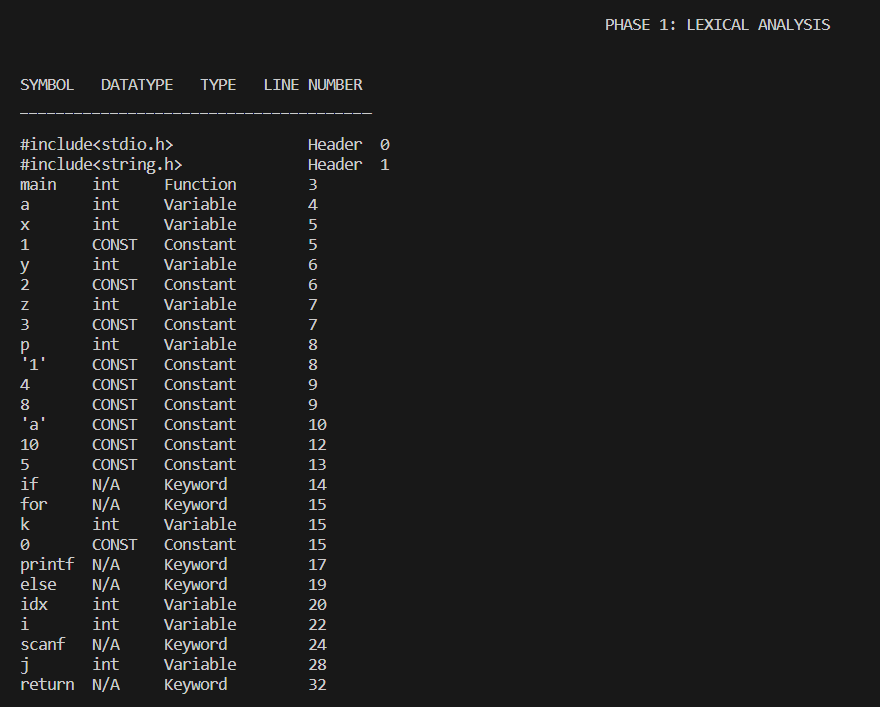 PHASE 1: LEXICAL ANALYSIS
SYMBOL DATATYPE TYPE LINE NUMBER
_______________________________________
#include<stdio.h> Header 0
#include<string.h> Header 1
main int Function 3
a int Variable 4
x int Variable 5
1 CONST Constant 5
y int Variable 6
2 CONST Constant 6
z int Variable 7
3 CONST Constant 7
p int Variable 8
'1' CONST Constant 8
4 CONST Constant 9
8 CONST Constant 9
'a' CONST Constant 10
10 CONST Constant 12
5 CONST Constant 13
if N/A Keyword 14
for N/A Keyword 15
k int Variable 15
0 CONST Constant 15
printf N/A Keyword 17
else N/A Keyword 19
idx int Variable 20
i int Variable 22
scanf N/A Keyword 24
j int Variable 28
return N/A Keyword 32